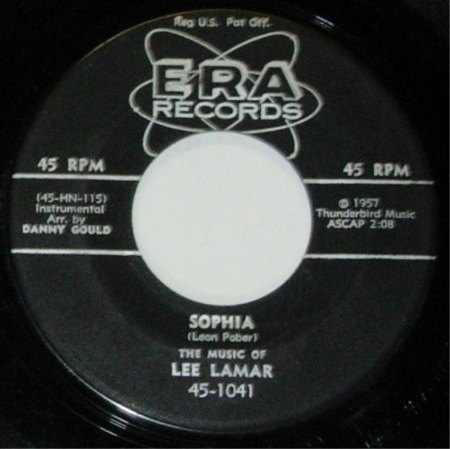 Reg U.S. Pat Off.
ERA
RECORDS
45 RPM
45 RPM
(45-HN-115)
Instrumental
Arr. by
DANNY GOULD
© 1957
Thunderbird Music
ASCAP 2:08
SOPHIA
(Leon Pober)
THE MUSIC OF
LEE LAMAR
45-1041